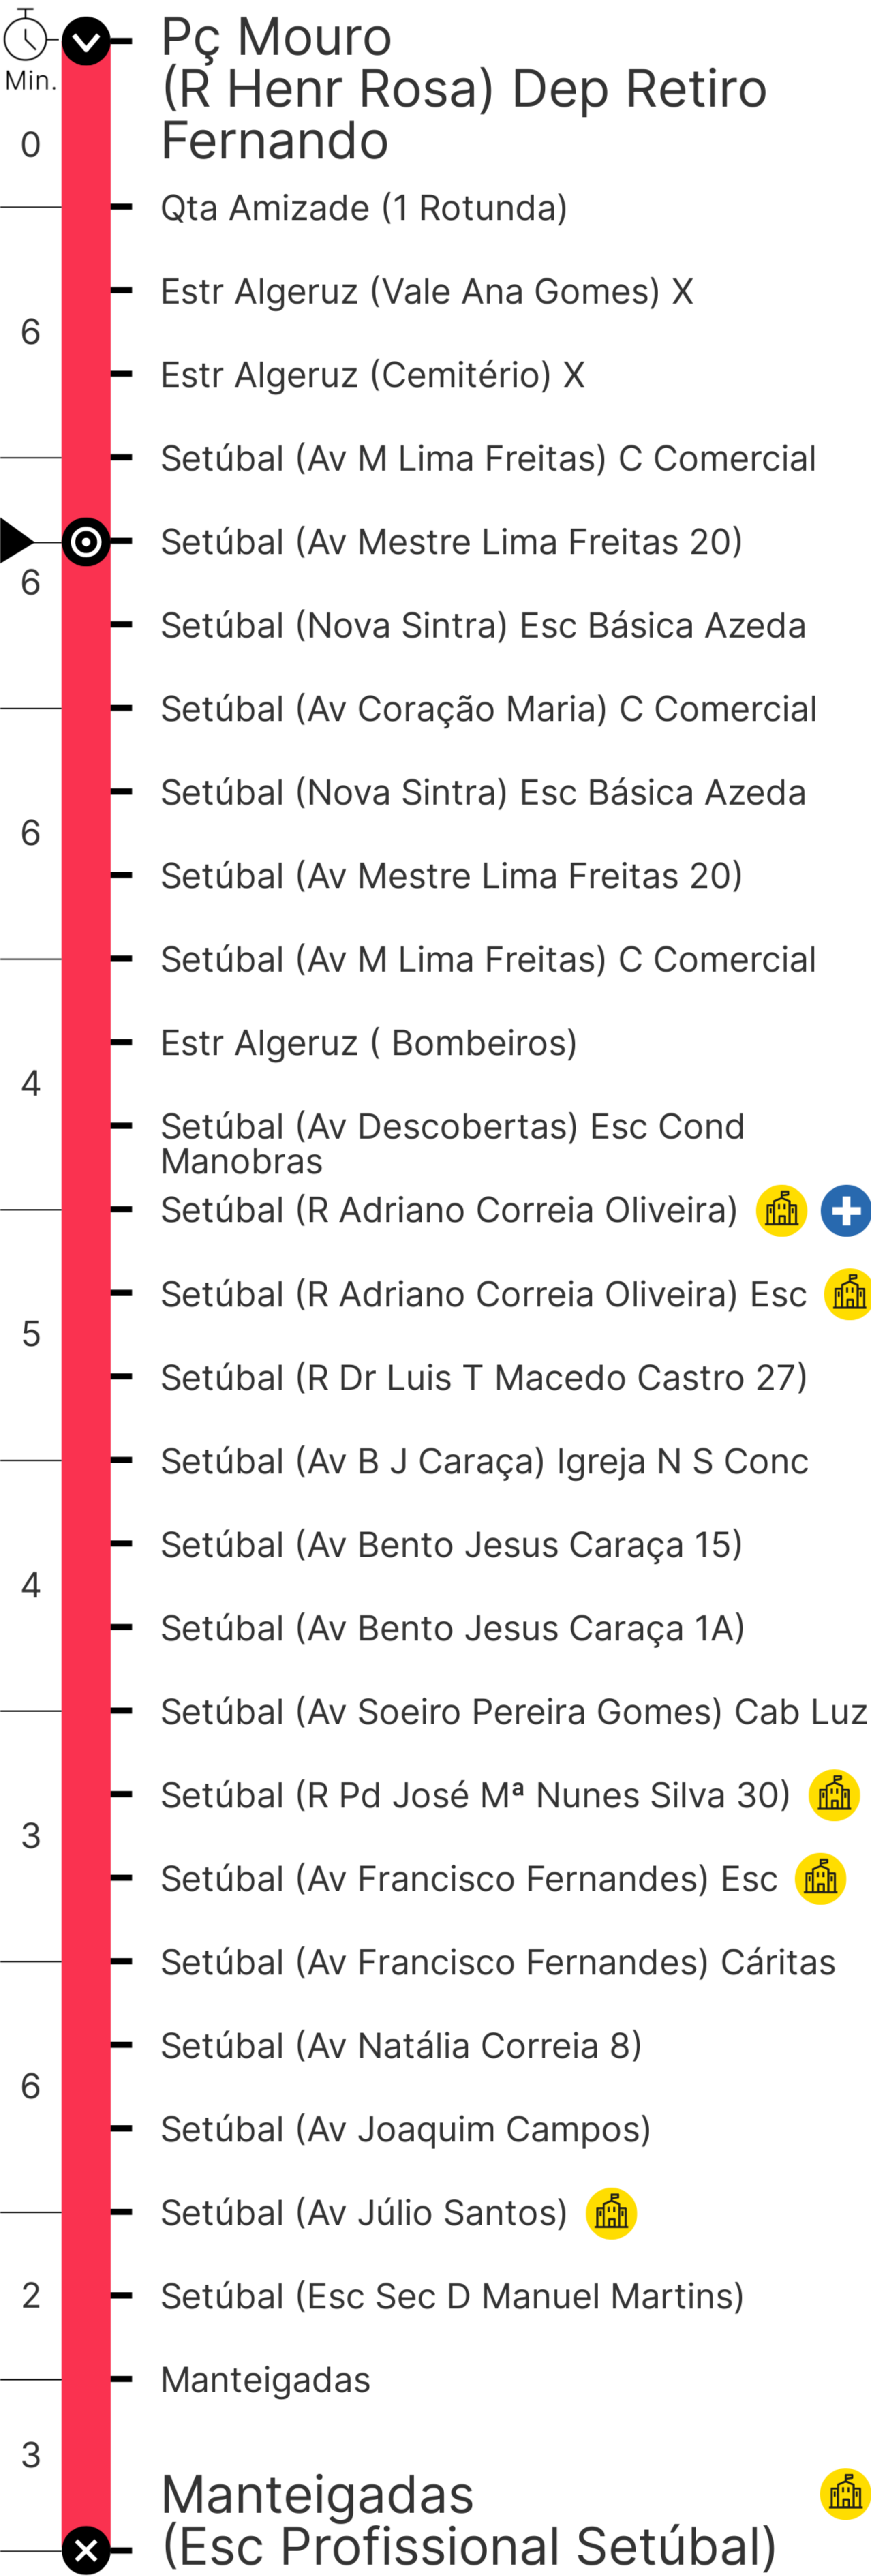 Min.
Pç Mouro
(R Henr Rosa) Dep Retiro
Fernando
0
Qta Amizade (1 Rotunda)
Estr Algeruz (Vale Ana Gomes) X
6
Estr Algeruz (Cemitério) X
Setúbal (Av M Lima Freitas) C Comercial
Setúbal (Av Mestre Lima Freitas 20)
6
Setúbal (Nova Sintra) Esc Básica Azeda
Setúbal (Av Coração Maria) C Comercial
Setúbal (Nova Sintra) Esc Básica Azeda
6
Setúbal (Av Mestre Lima Freitas 20)
Setúbal (Av M Lima Freitas) C Comercial
Estr Algeruz ( Bombeiros)
4
Setúbal (Av Descobertas) Esc Cond
Manobras
Setúbal (R Adriano Correia Oliveira)
Setúbal (R Adriano Correia Oliveira) Esc
5
Setúbal (R Dr Luis T Macedo Castro 27)
Setúbal (Av B J Caraça) Igreja N S Conc
Setúbal (Av Bento Jesus Caraça 15)
4
Setúbal (Av Bento Jesus Caraça 1A)
Setúbal (Av Soeiro Pereira Gomes) Cab Luz
Setúbal (R Pd José Mª Nunes Silva 30)
3
Setúbal (Av Francisco Fernandes) Esc
Setúbal (Av Francisco Fernandes) Cáritas
Setúbal (Av Natália Correia 8)
6
Setúbal (Av Joaquim Campos)
Setúbal (Av Júlio Santos)
2
Setúbal (Esc Sec D Manuel Martins)
Manteigadas
3
Manteigadas
(Esc Profissional Setúbal)